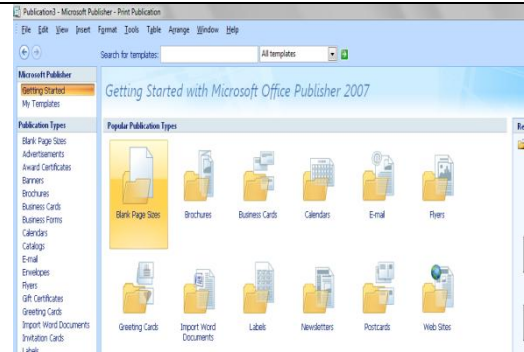 Publication3 - Microsoft Publisher - Print Publication
File Edit View Insert Format Tools Table Arrange Window Help
Search for templates: All templates
Microsoft Publisher
Getting Started
My Templates
Publication Types
Blank Page Sizes
Advertisements
Award Certificates
Banners
Brochures
Business Cards
Business Forms
Calendars
Catalogs
E-mail
Envelopes
Flyers
Gift Certificates
Greeting Cards
Import Word Documents
Invitation Cards
Labels
Getting Started with Microsoft Office Publisher 2007
Popular Publication Types
Blank Page Sizes Brochures Business Cards Calendars E-mail Flyers
Greeting Cards Import Word Documents Labels Newsletters Postcards Web Sites
Re